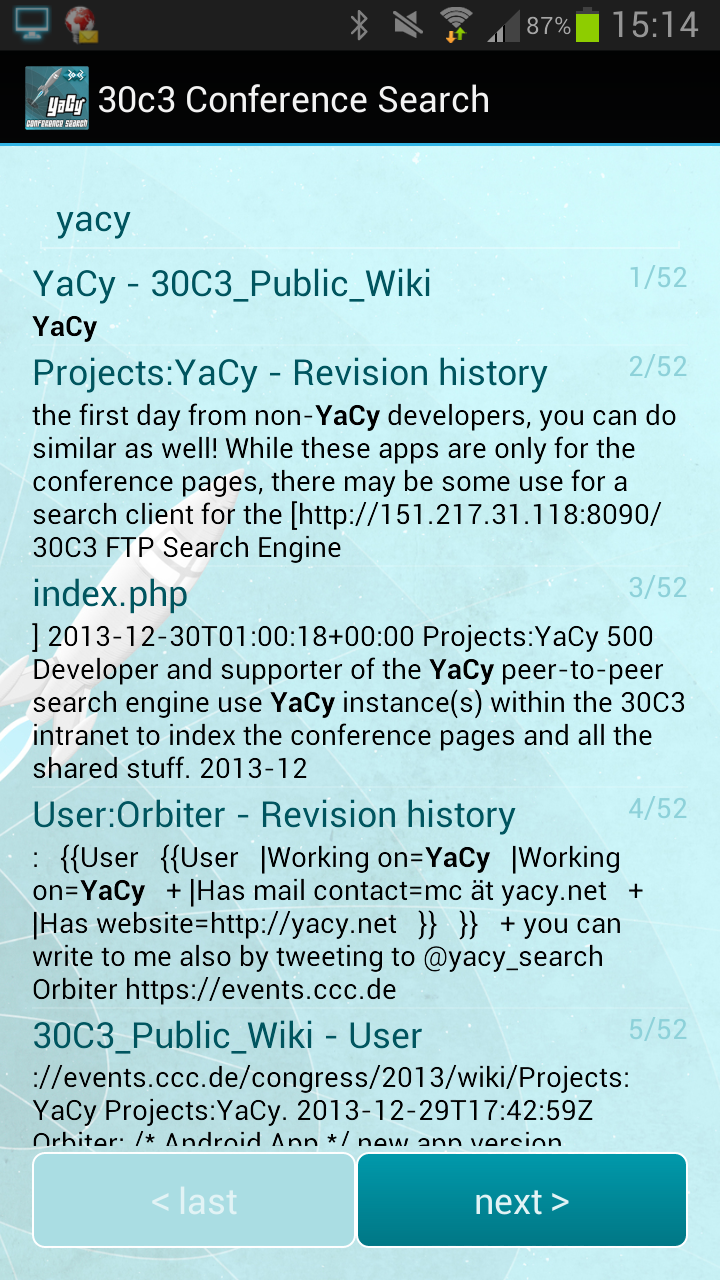 87% 15:14
YaCy
CONFERENCE SEARCH
30c3 Conference Search
yacy
YaCy - 30C3_Public_Wiki 1/52
YaCy
Projects:YaCy - Revision history 2/52
the first day from non-YaCy developers, you can do
similar as well! While these apps are only for the
conference pages, there may be some use for a
search client for the [http://151.217.31.118:8090/
30C3 FTP Search Engine
index.php 3/52
] 2013-12-30T01:00:18+00:00 Projects:YaCy 500
Developer and supporter of the YaCy peer-to-peer
search engine use YaCy instance(s) within the 30C3
intranet to index the conference pages and all the
shared stuff. 2013-12
User:Orbiter - Revision history 4/52
:   {{User   {{User   |Working on=YaCy   |Working
on=YaCy   + |Has mail contact=mc ät yacy.net   +
|Has website=http://yacy.net   }}   }}   + you can
write to me also by tweeting to @yacy_search
Orbiter https://events.ccc.de
30C3_Public_Wiki - User 5/52
://events.ccc.de/congress/2013/wiki/Projects:
YaCy Projects:YaCy. 2013-12-29T17:42:59Z
Orbiter: /* Android App */ new app version
< last next >